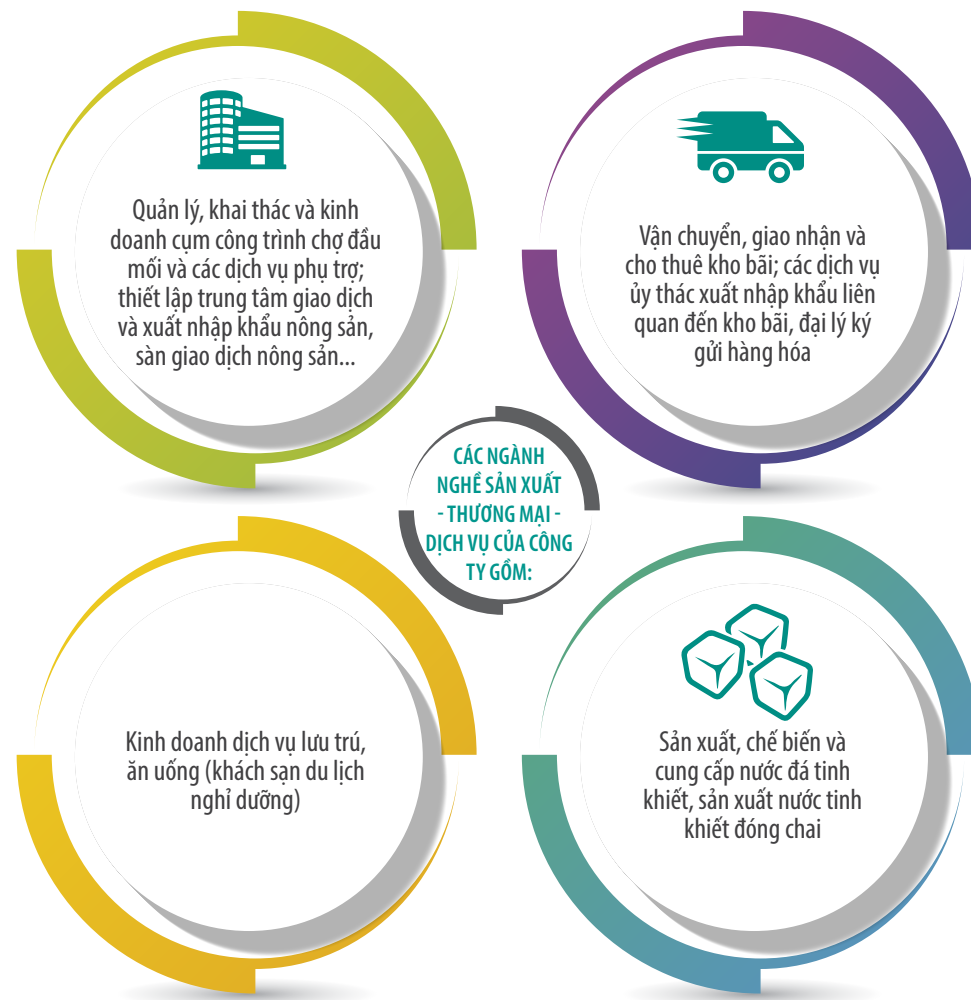 Quản lý, khai thác và kinh
doanh cụm công trình chợ đầu
mối và các dịch vụ phụ trợ;
thiết lập trung tâm giao dịch
và xuất nhập khẩu nông sản,
sàn giao dịch nông sản...
Vận chuyển, giao nhận và
cho thuê kho bãi; các dịch vụ
ủy thác xuất nhập khẩu liên
quan đến kho bãi, đại lý ký
gửi hàng hóa
CÁC NGÀNH
NGHỀ SẢN XUẤT
- THƯƠNG MẠI -
DỊCH VỤ CỦA CÔNG
TY GỒM:
Kinh doanh dịch vụ lưu trú,
ăn uống (khách sạn du lịch
nghỉ dưỡng)
Sản xuất, chế biến và
cung cấp nước đá tinh
khiết, sản xuất nước tinh
khiết đóng chai